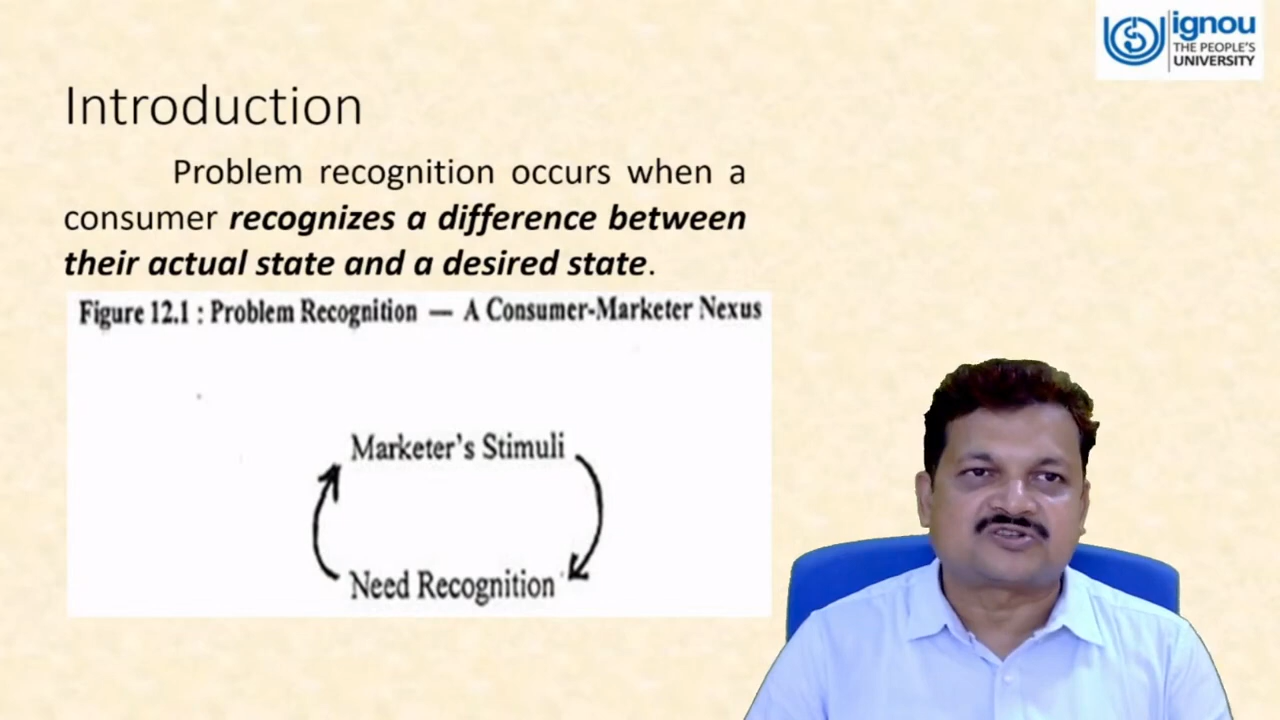 ignou
THE PEOPLE'S
UNIVERSITY
Introduction
Problem recognition occurs when a
consumer recognizes a difference between
their actual state and a desired state.
Figure 12.1 : Problem Recognition — A Consumer-Marketer Nexus
Marketer's Stimuli
Need Recognition